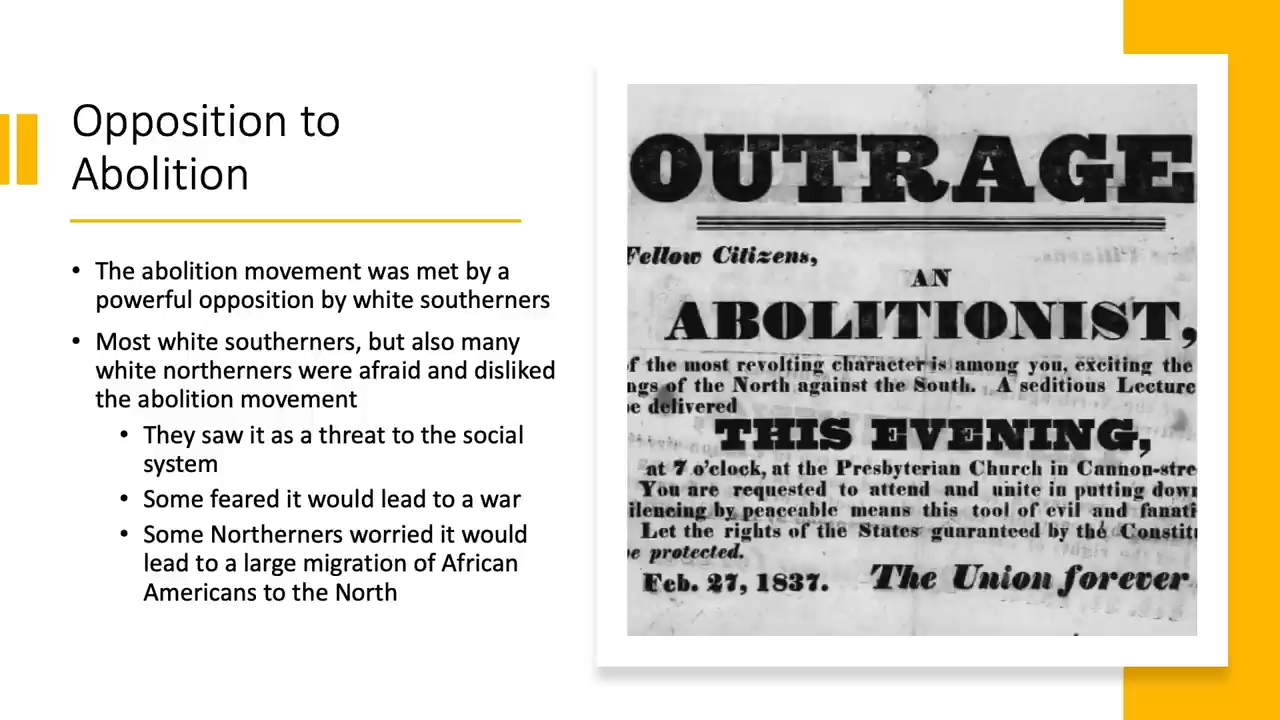 Opposition to
Abolition
• The abolition movement was met by a
powerful opposition by white southerners
• Most white southerners, but also many
white northerners were afraid and disliked
the abolition movement
• They saw it as a threat to the social
system
• Some feared it would lead to a war
• Some Northerners worried it would
lead to a large migration of African
Americans to the North
OUTRAGE
Fellow Citizens,
AN
ABOLITIONIST,
f the most revolting character is among you, exciting the
ngs of the North against the South. A seditious Lecture
e delivered
THIS EVENING,
at 7 o'clock, at the Presbyterian Church in Cannon-stre
You are requested to attend and unite in putting down
ilencing by peaceable means this tool of evil and fanati
Let the rights of the States guaranteed by the Constitu
e protected.
Feb. 27, 1837. The Union forever